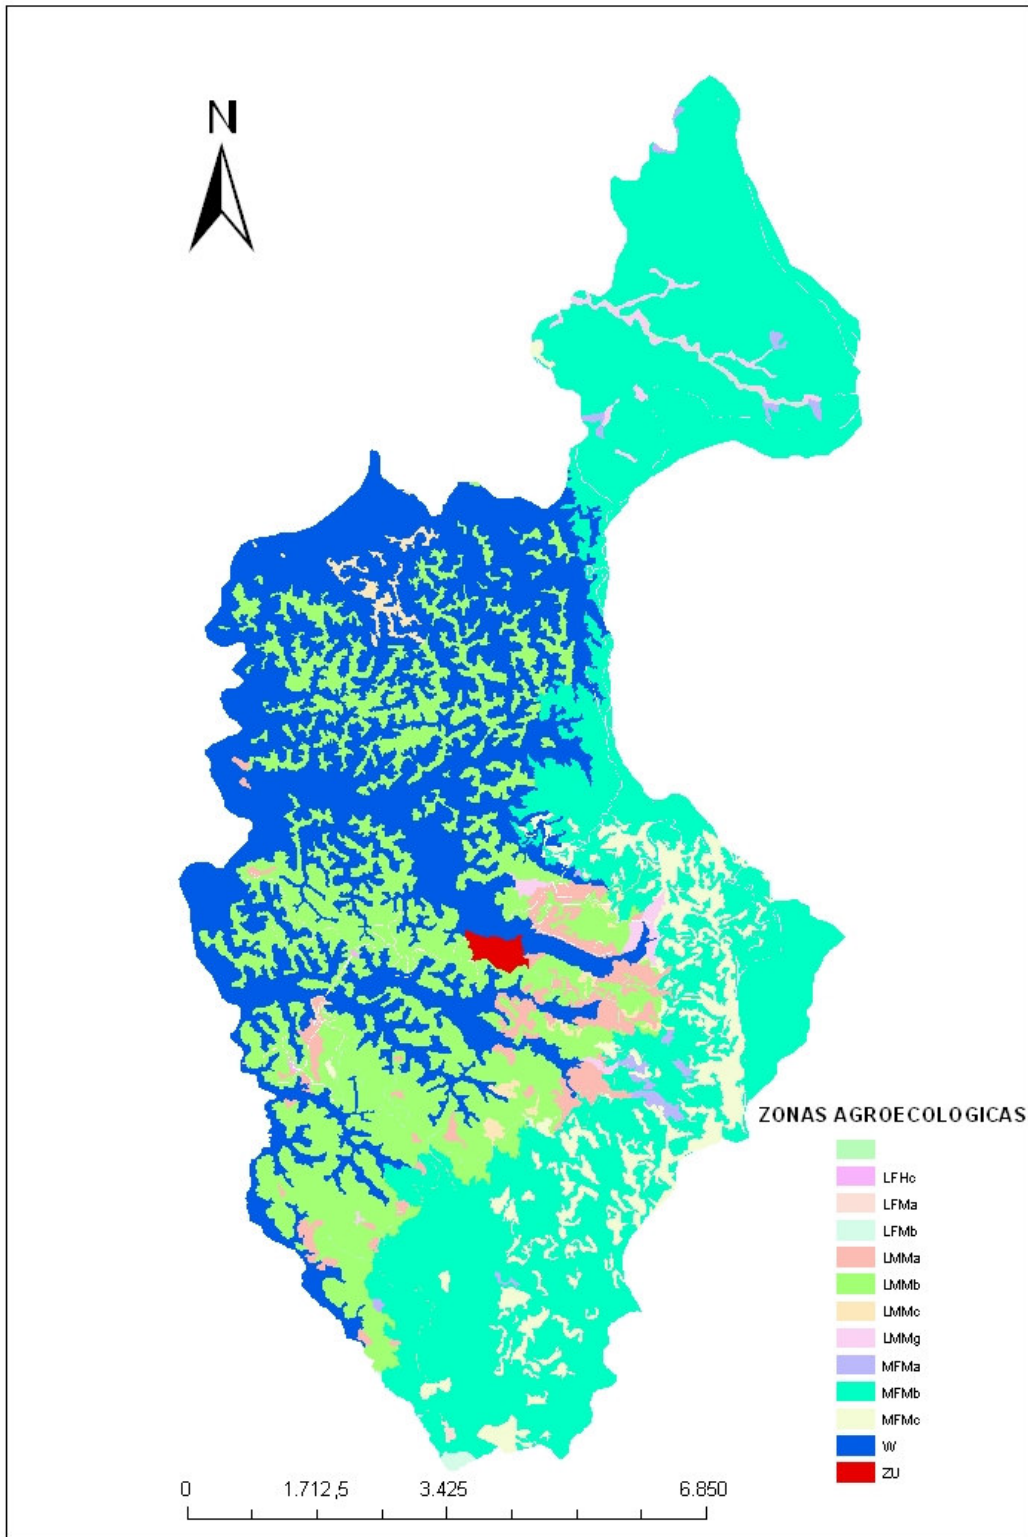 N
ZONAS AGROECOLOGICAS
LFHc
LFMa
LFMb
LMMa
LMMb
LMMc
LMMg
MFMa
MFMb
MFMc
W
ZU
0 1.712,5 3.425 6.850